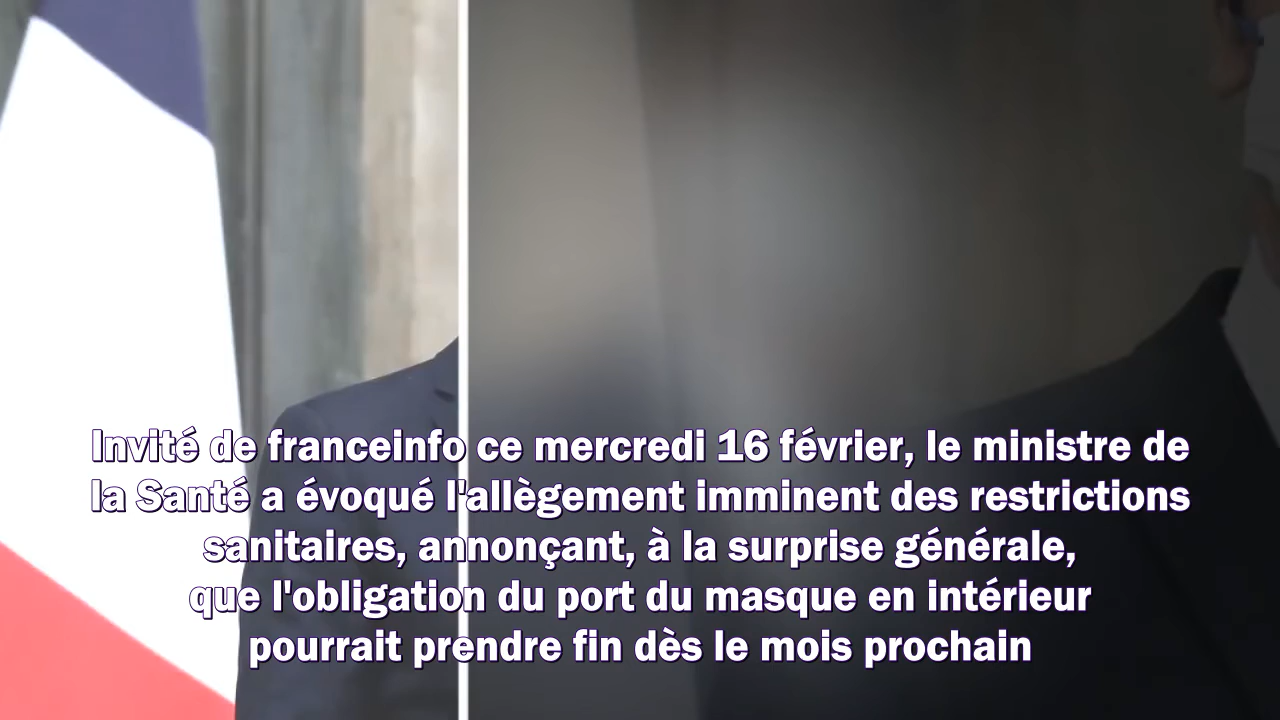 Invité de franceinfo ce mercredi 16 février, le ministre de
la Santé a évoqué l'allègement imminent des restrictions
sanitaires, annonçant, à la surprise générale,
que l'obligation du port du masque en intérieur
pourrait prendre fin dès le mois prochain